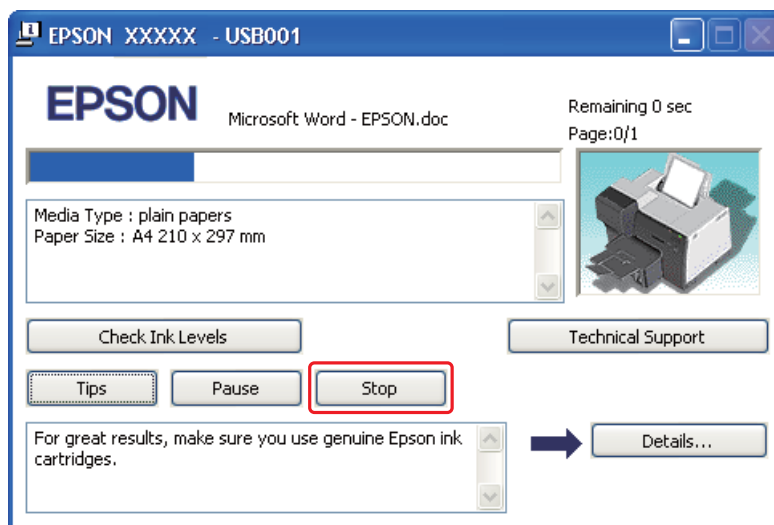 EPSON XXXXX - USB001
EPSON
Microsoft Word - EPSON.doc
Remaining 0 sec
Page:0/1
Media Type : plain papers
Paper Size : A4 210 x 297 mm
Check Ink Levels
Technical Support
Tips
Pause
Stop
For great results, make sure you use genuine Epson ink
cartridges.
Details...